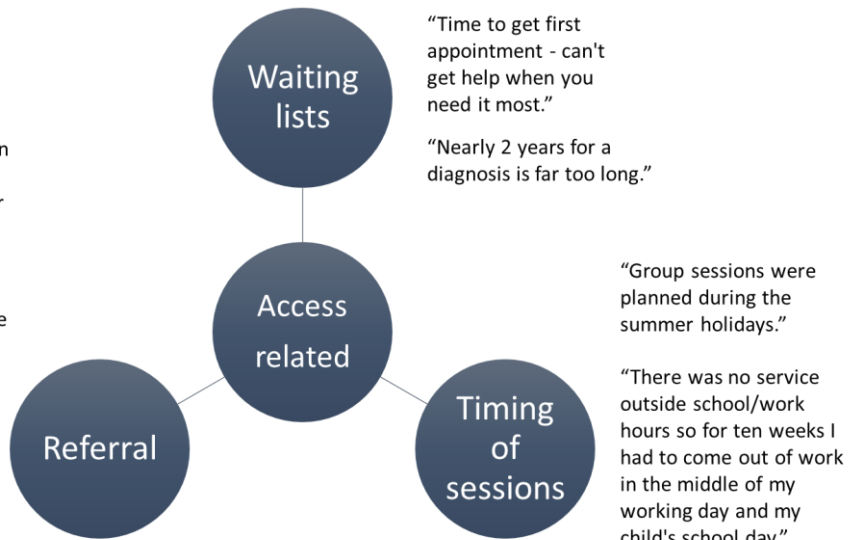 Waiting
lists
“Time to get first
appointment - can't
get help when you
need it most.”
“Nearly 2 years for a
diagnosis is far too long.”
Access
related
“Group sessions were
planned during the
summer holidays.”
Referral
Timing
of
sessions
“There was no service
outside school/work
hours so for ten weeks I
had to come out of work
in the middle of my
working day and my
child's school day.”